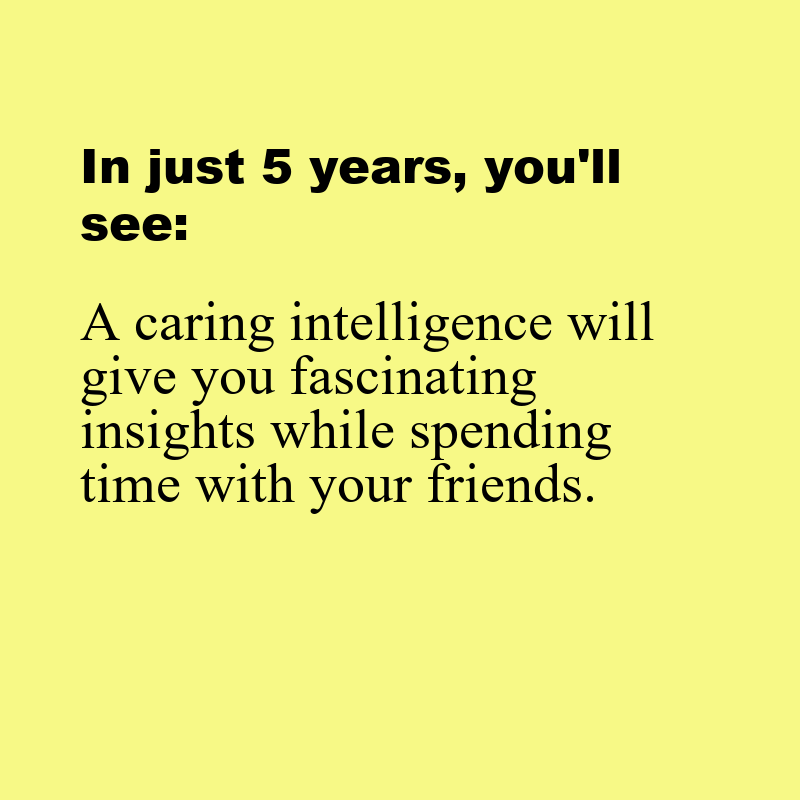 In just 5 years, you'll
see:
A caring intelligence will
give you fascinating
insights while spending
time with your friends.